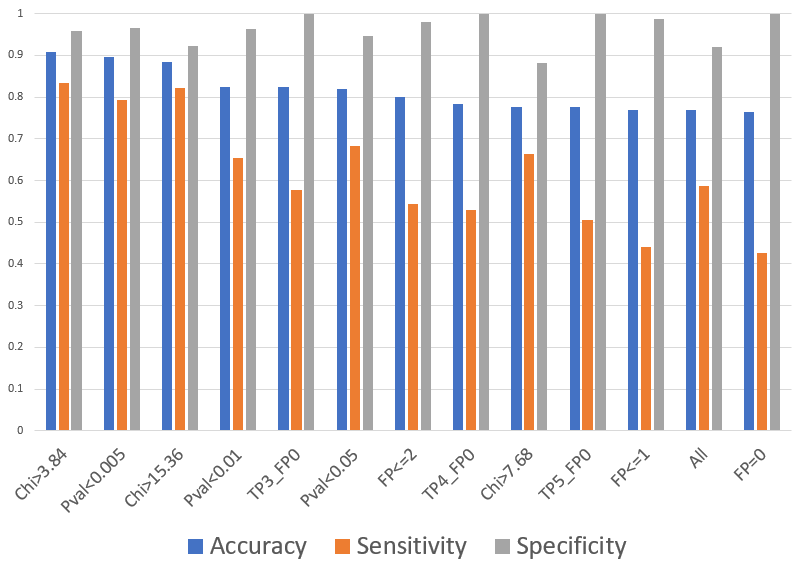 1
0.9
0.8
0.7
0.6
0.5
0.4
0.3
0.2
0.1
0
Chi>3.84
Pval<0.005
Chi>15.36
Pval<0.01
TP3_FP0
Pval<0.05
FP<=2
TP4_FP0
Chi>7.68
TP5_FP0
FP<=1
All
FP=0
Accuracy Sensitivity Specificity